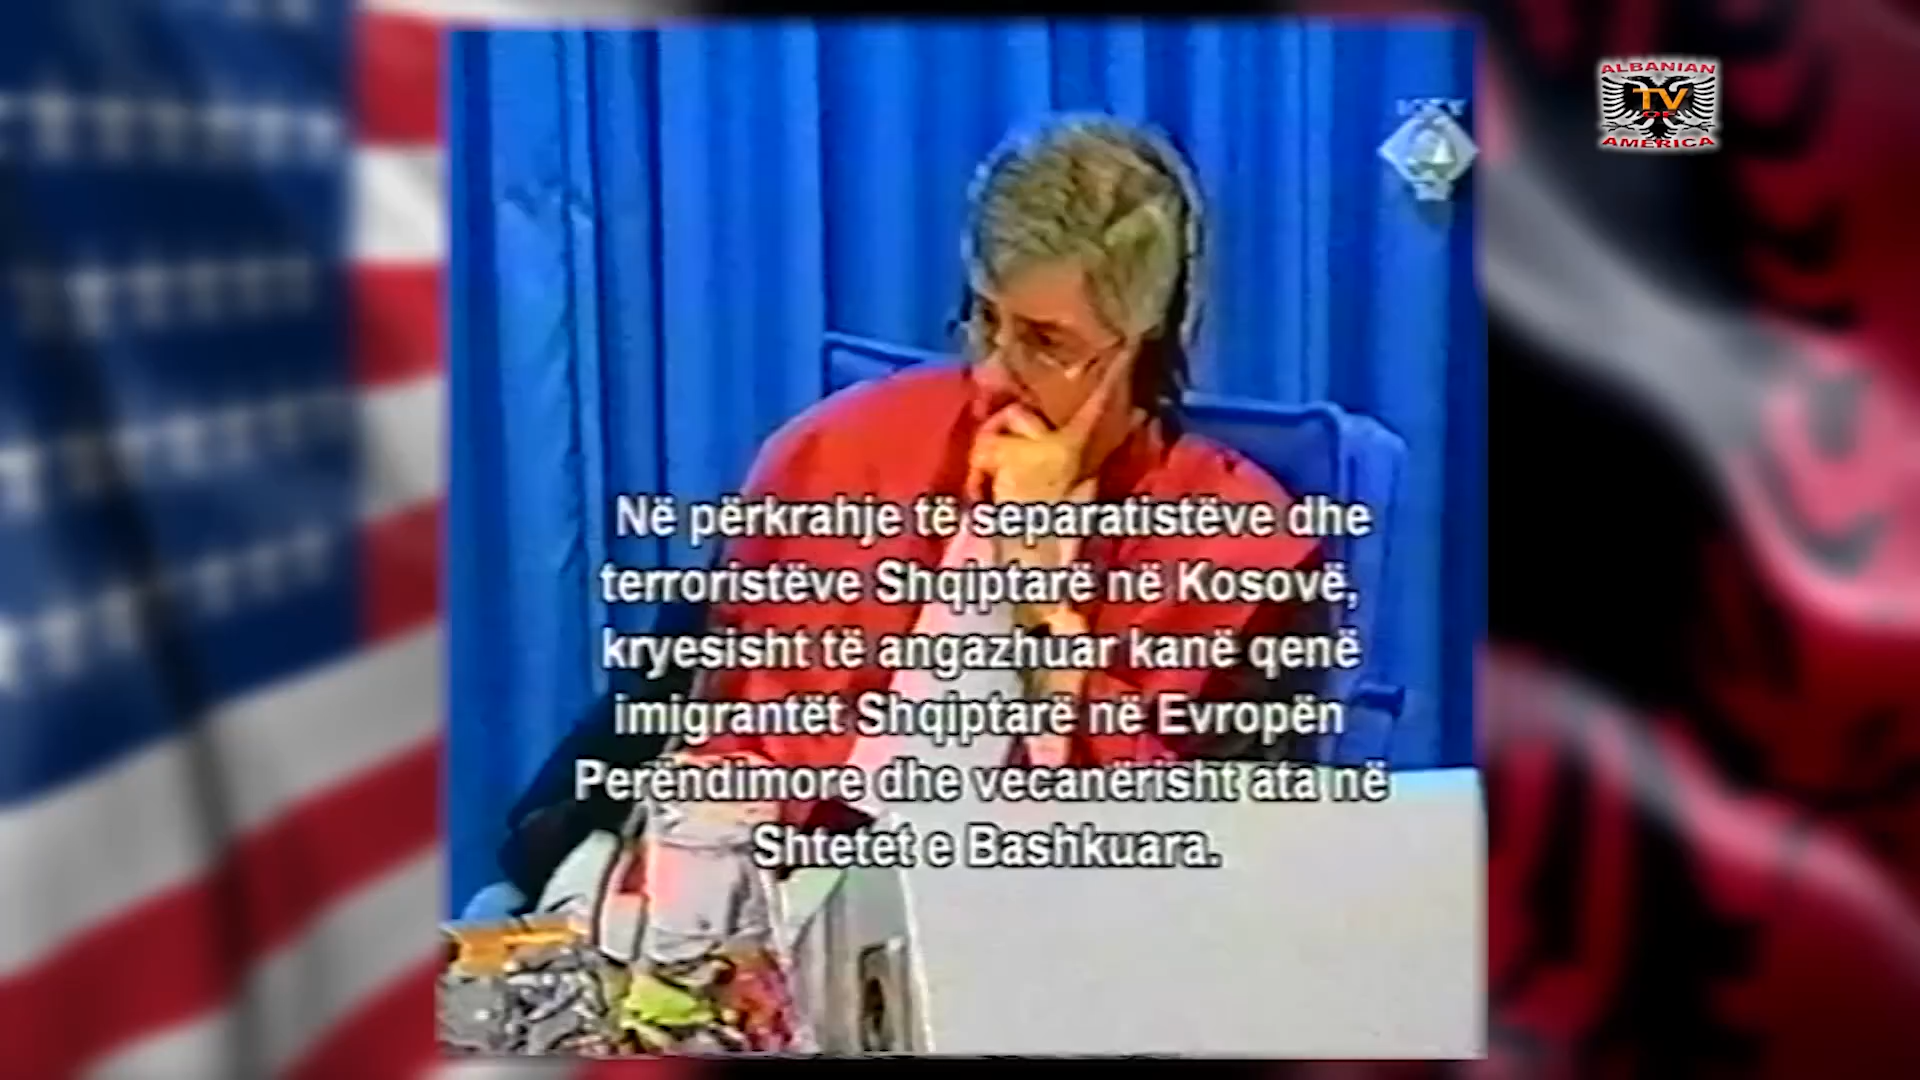 ALBANIAN
TV
OF
AMERICA
Në përkrahje të separatistëve dhe
terroristëve Shqiptarë në Kosovë,
kryesisht të angazhuar kanë qenë
imigrantët Shqiptarë në Evropën
Perëndimore dhe vecanërisht ata në
Shtetet e Bashkuara.